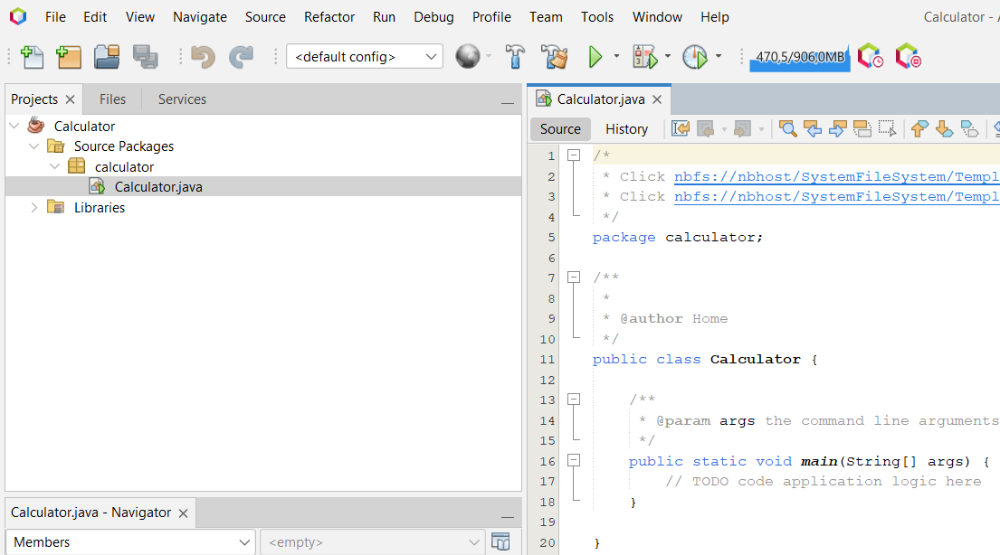 File Edit View Navigate Source Refactor Run Debug Profile Team Tools Window Help Calculator -
<default config> 470,5/906,0MB
Projects Files Services
Calculator
Source Packages
calculator
Calculator.java
Libraries
Calculator.java - Navigator
Members <empty>
Calculator.java
Source History
1 /*
2 * Click nbfs://nbhost/SystemFileSystem/Templ
3 * Click nbfs://nbhost/SystemFileSystem/Templ
4 */
5 package calculator;
6
7 /**
8 *
9 * @author Home
10 */
11 public class Calculator {
12
13 /**
14 * @param args the command line arguments
15 */
16 public static void main(String[] args) {
17 // TODO code application logic here
18 }
19
20 }